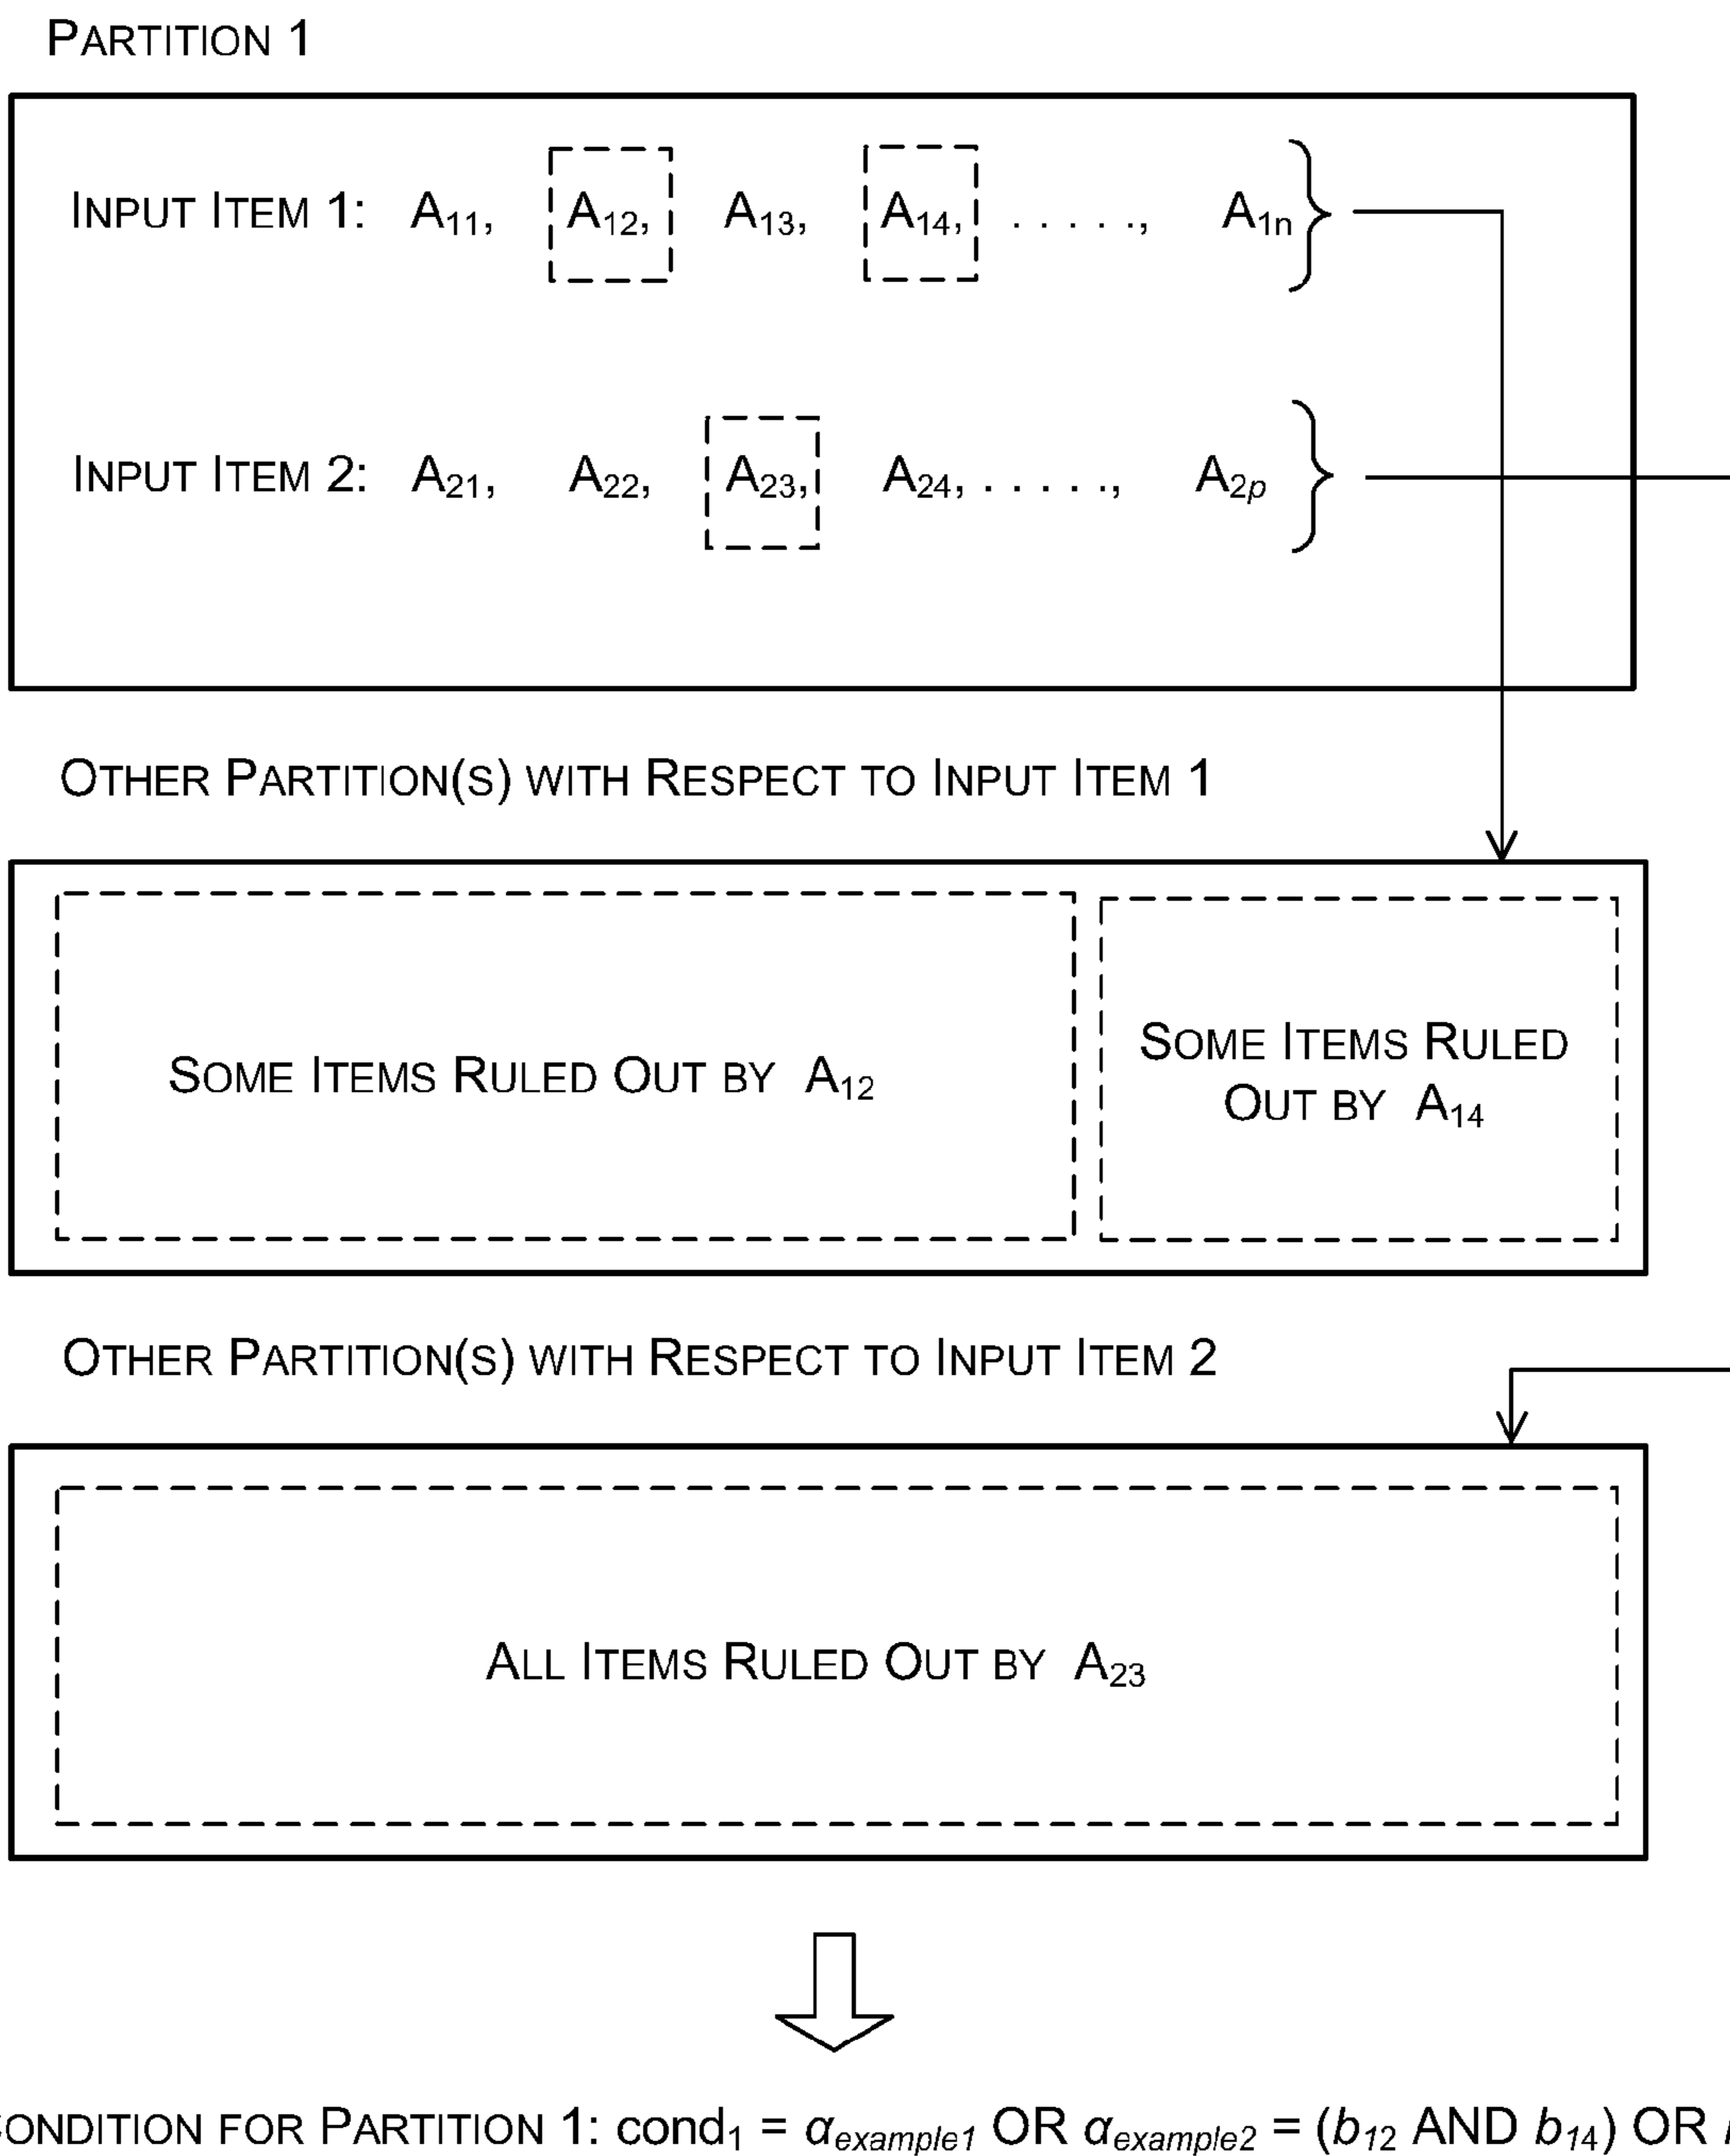 PARTITION 1
INPUT ITEM 1: A11, A12, A13, A14, . . . . ., A1n
INPUT ITEM 2: A21, A22, A23, A24, . . . . ., A2p
OTHER PARTITION(S) WITH RESPECT TO INPUT ITEM 1
SOME ITEMS RULED OUT BY A12
SOME ITEMS RULED
OUT BY A14
OTHER PARTITION(S) WITH RESPECT TO INPUT ITEM 2
ALL ITEMS RULED OUT BY A23
ONDITION FOR PARTITION 1: cond1 = αexample1 OR αexample2 = (b12 AND b14) OR